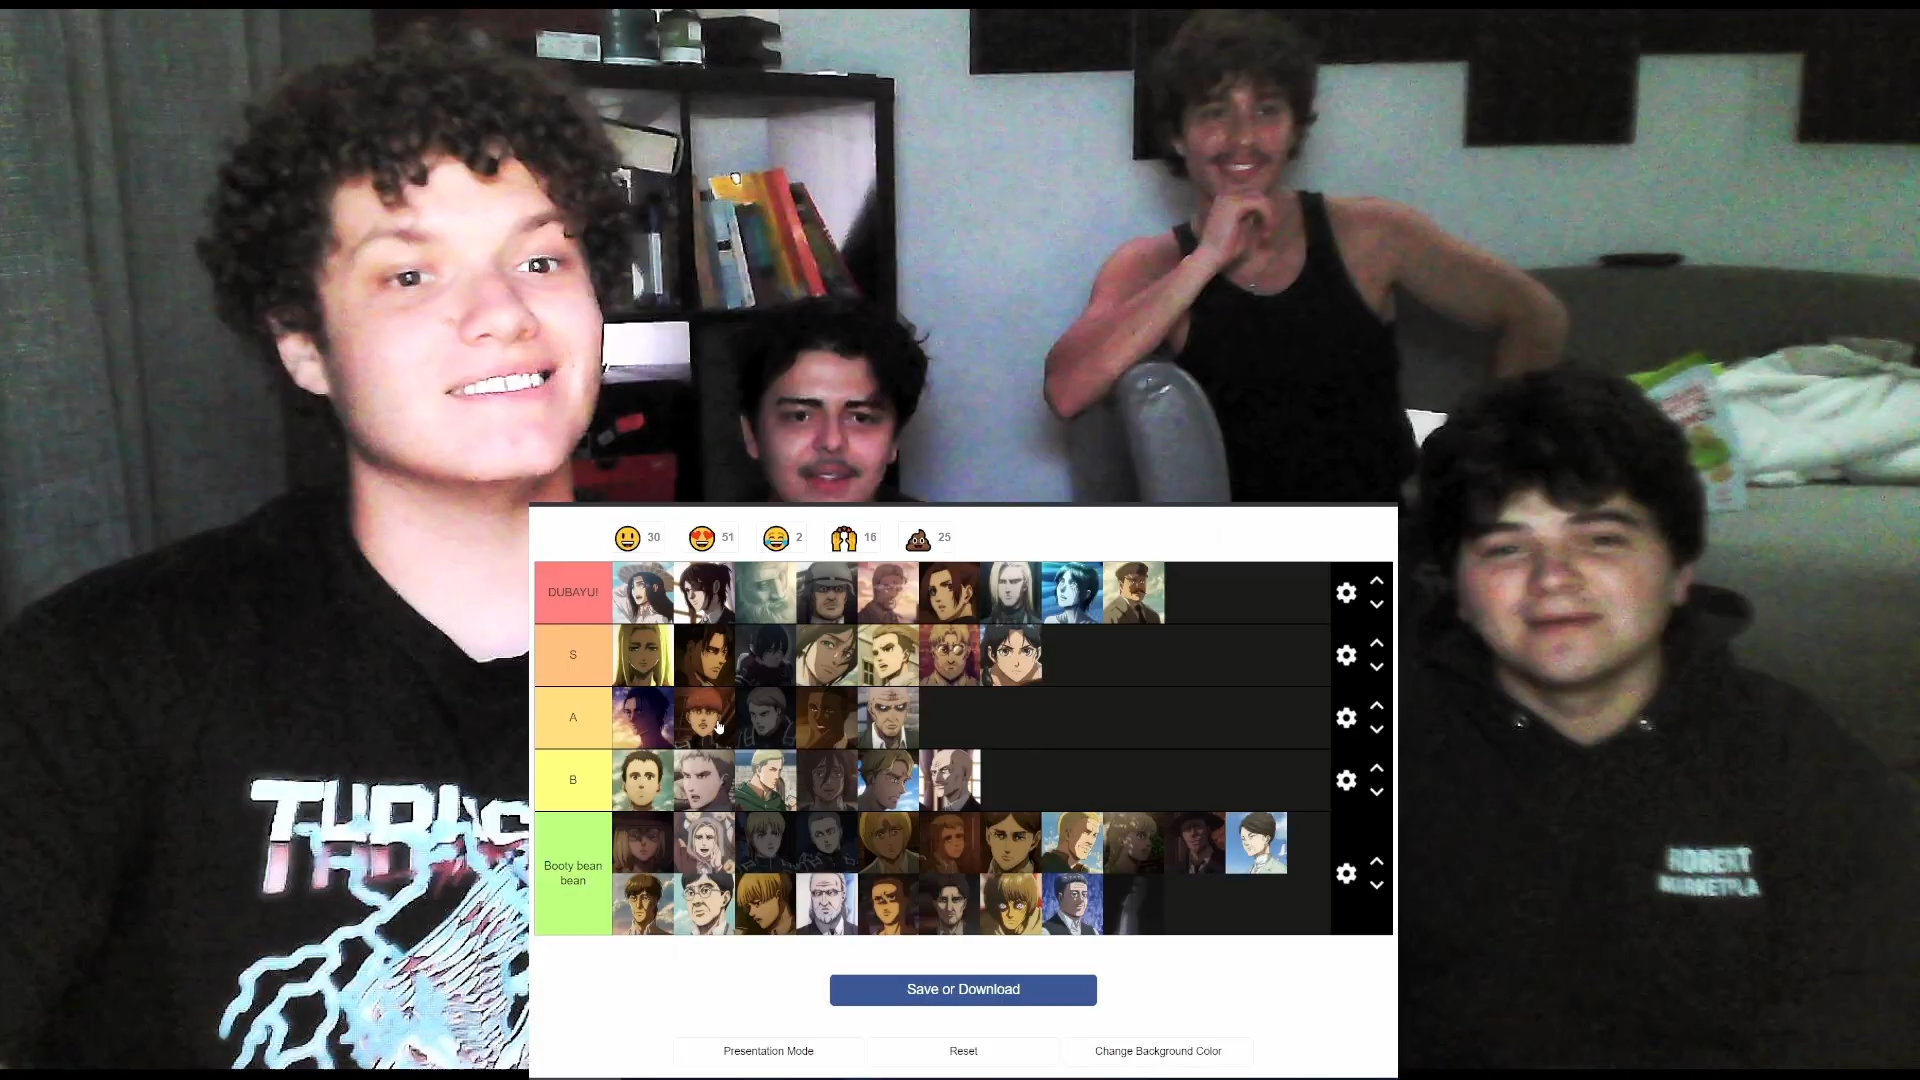 30 51 2 16 25
DUBAYU!
S
A
B
Booty bean
bean
ROBERT
MARKETPLA
Save or Download
Presentation Mode Reset Change Background Color